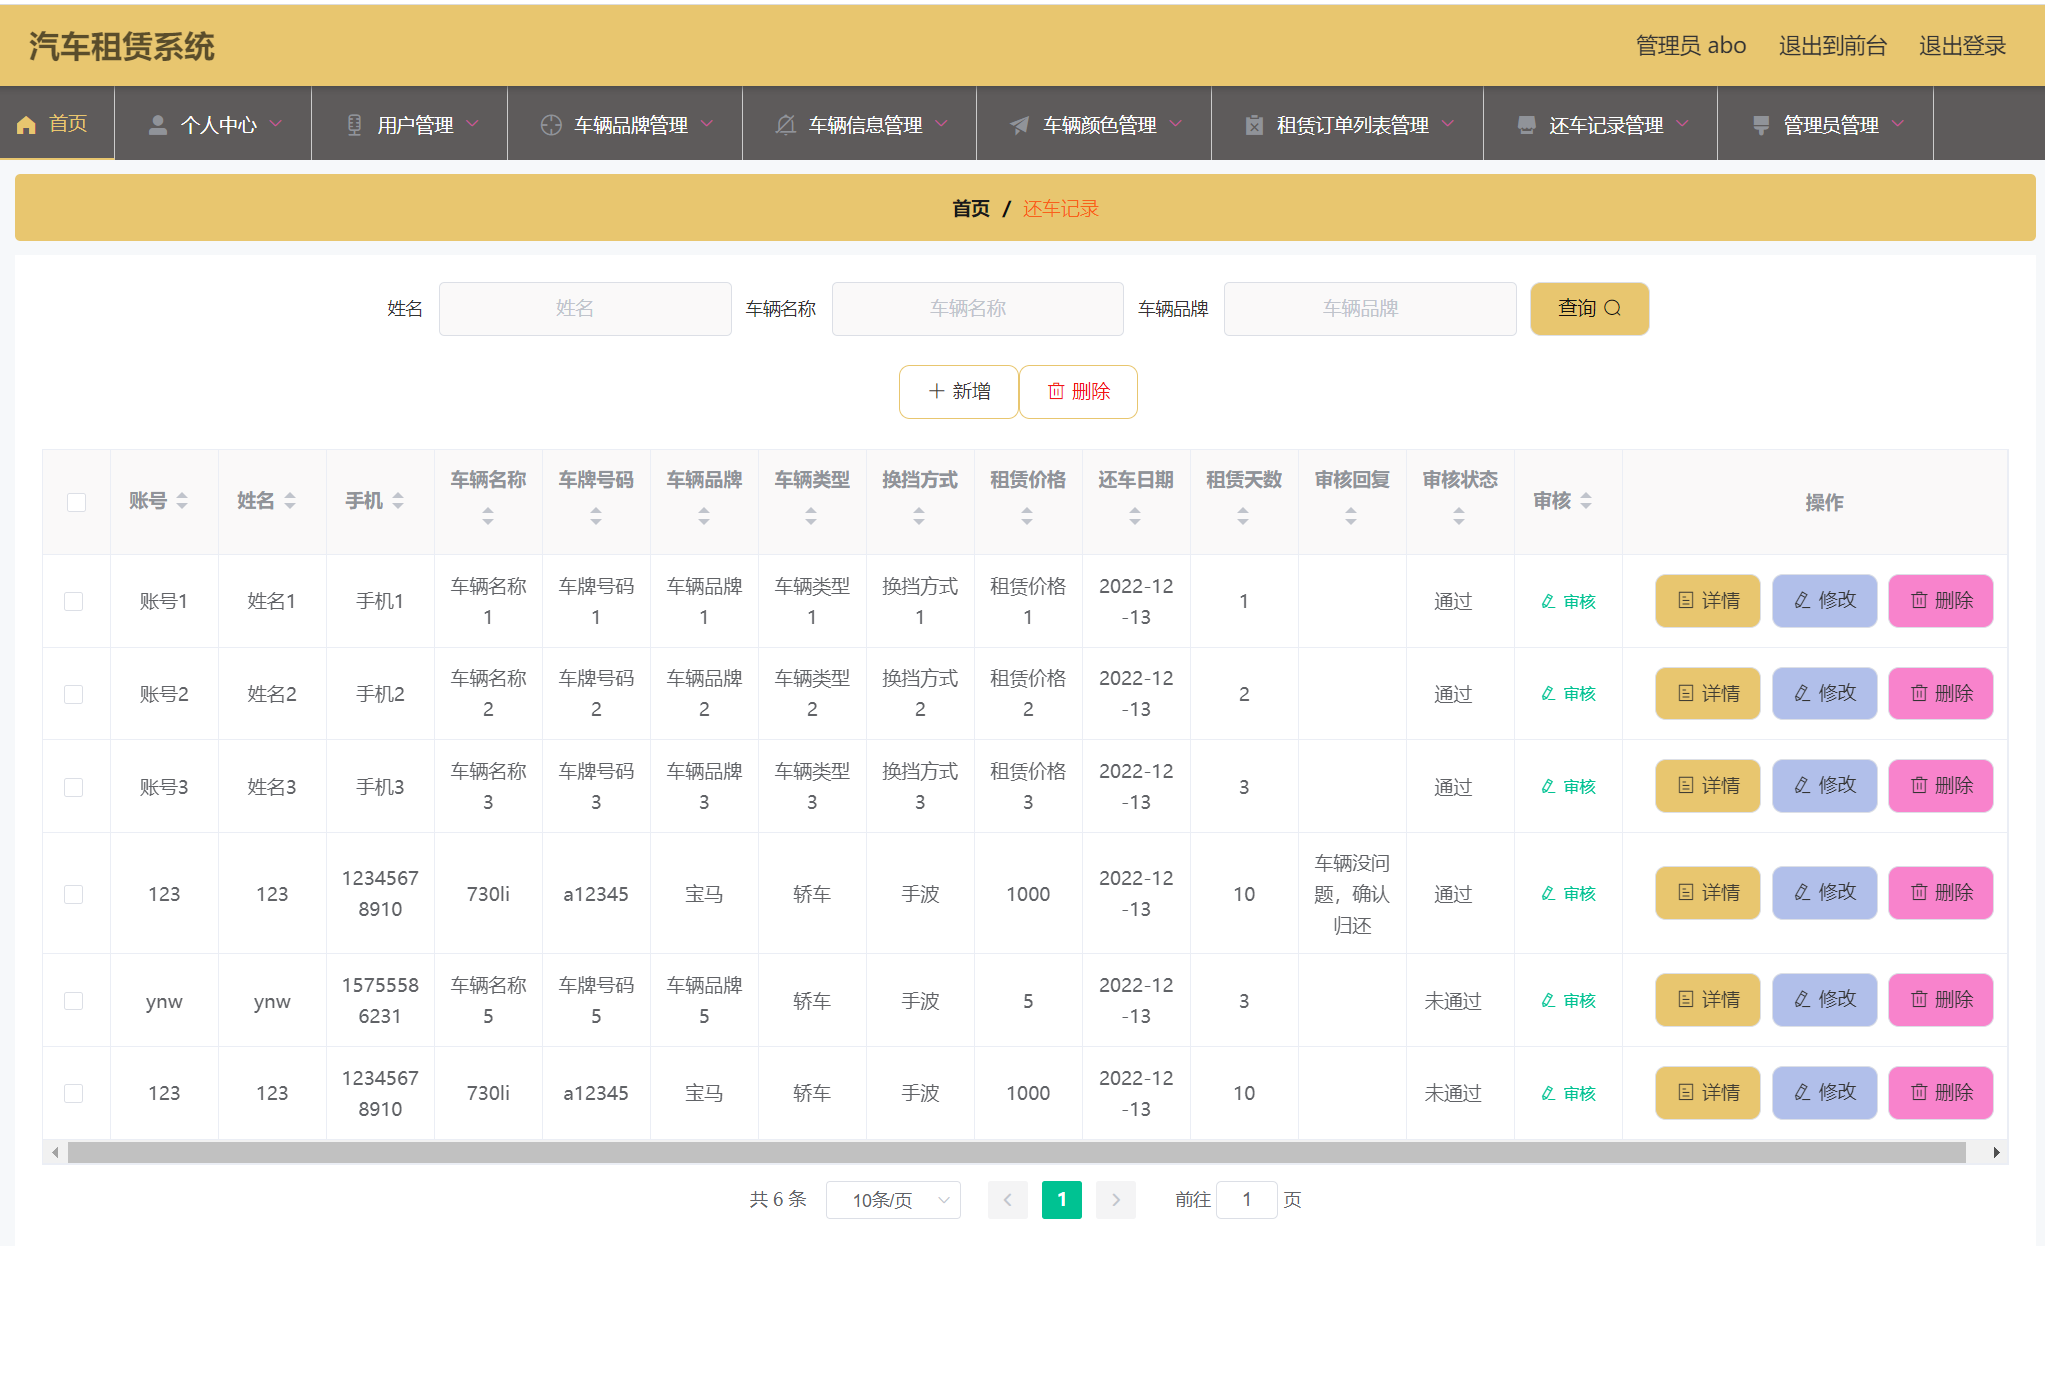 汽车租赁系统
管理员 abo 退出到前台 退出登录
首页 个人中心 用户管理 车辆品牌管理 车辆信息管理 车辆颜色管理 租赁订单列表管理 还车记录管理 管理员管理
首页 / 还车记录
姓名 姓名 车辆名称 车辆名称 车辆品牌 车辆品牌 查询
新增 删除
账号 姓名 手机 车辆名称 车牌号码 车辆品牌 车辆类型 换挡方式 租赁价格 还车日期 租赁天数 审核回复 审核状态 审核 操作
账号1 姓名1 手机1 车辆名称1 车牌号码1 车辆品牌1 车辆类型1 换挡方式1 租赁价格1 2022-12-13 1 通过 审核 详情 修改 删除
账号2 姓名2 手机2 车辆名称2 车牌号码2 车辆品牌2 车辆类型2 换挡方式2 租赁价格2 2022-12-13 2 通过 审核 详情 修改 删除
账号3 姓名3 手机3 车辆名称3 车牌号码3 车辆品牌3 车辆类型3 换挡方式3 租赁价格3 2022-12-13 3 通过 审核 详情 修改 删除
123 123 12345678910 730li a12345 宝马 轿车 手波 1000 2022-12-13 10 车辆没问题，确认归还 通过 审核 详情 修改 删除
ynw ynw 15755586231 车辆名称5 车牌号码5 车辆品牌5 轿车 手波 5 2022-12-13 3 未通过 审核 详情 修改 删除
123 123 12345678910 730li a12345 宝马 轿车 手波 1000 2022-12-13 10 未通过 审核 详情 修改 删除
共 6 条 10条/页 1 前往 1 页